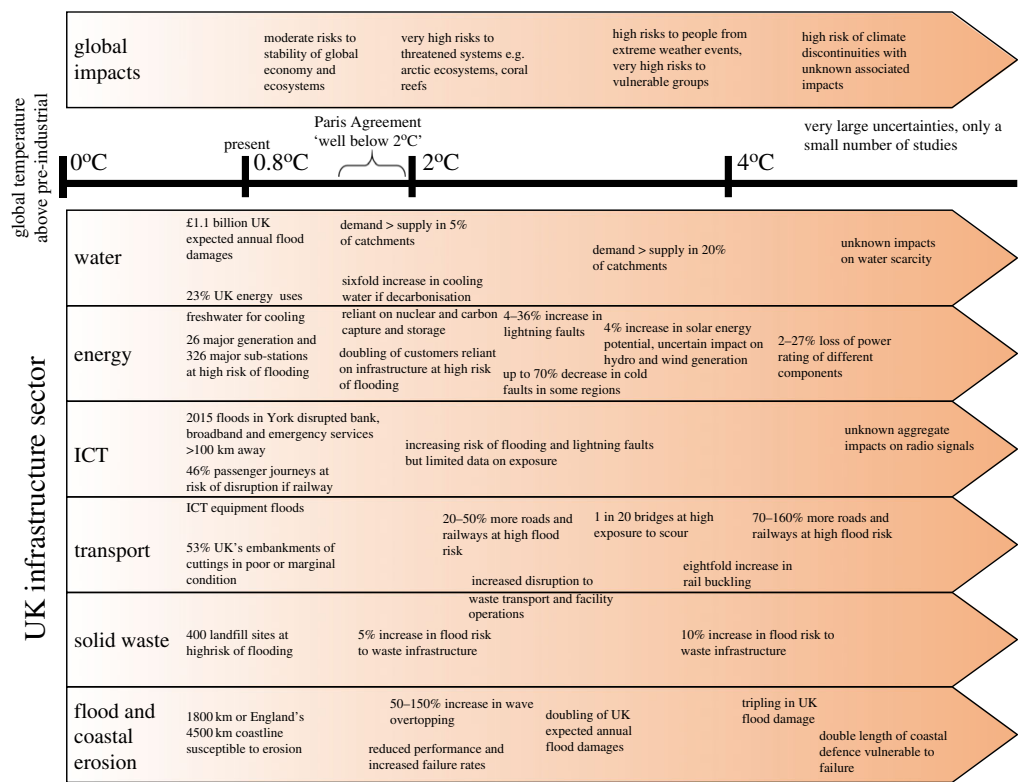 global
impacts
moderate risks to
stability of global
economy and
ecosystems
very high risks to
threatened systems e.g.
arctic ecosystems, coral
reefs
high risks to people from
extreme weather events,
very high risks to
vulnerable groups
high risk of climate
discontinuities with
unknown associated
impacts
global temperature
above pre-industrial
0ºC
present
0.8ºC
Paris Agreement
‘well below 2ºC’
2ºC
4ºC
very large uncertainties, only a
small number of studies
UK infrastructure sector
water
£1.1 billion UK
expected annual flood
damages
23% UK energy uses
demand > supply in 5%
of catchments
sixfold increase in cooling
water if decarbonisation
demand > supply in 20%
of catchments
unknown impacts
on water scarcity
energy
freshwater for cooling
26 major generation and
326 major sub-stations
at high risk of flooding
reliant on nuclear and carbon
capture and storage
doubling of customers reliant
on infrastructure at high risk
of flooding
4–36% increase in
lightning faults
up to 70% decrease in cold
faults in some regions
4% increase in solar energy
potential, uncertain impact on
hydro and wind generation
2–27% loss of power
rating of different
components
ICT
2015 floods in York disrupted bank,
broadband and emergency services
>100 km away
46% passenger journeys at
risk of disruption if railway
increasing risk of flooding and lightning faults
but limited data on exposure
unknown aggregate
impacts on radio signals
transport
ICT equipment floods
53% UK’s embankments of
cuttings in poor or marginal
condition
20–50% more roads and
railways at high flood
risk
increased disruption to
waste transport and facility
operations
1 in 20 bridges at high
exposure to scour
eightfold increase in
rail buckling
70–160% more roads and
railways at high flood risk
solid waste
400 landfill sites at
highrisk of flooding
5% increase in flood risk
to waste infrastructure
10% increase in flood risk to
waste infrastructure
flood and
coastal
erosion
1800 km or England’s
4500 km coastline
susceptible to erosion
50–150% increase in wave
overtopping
reduced performance and
increased failure rates
doubling of UK
expected annual
flood damages
tripling in UK
flood damage
double length of coastal
defence vulnerable to
failure